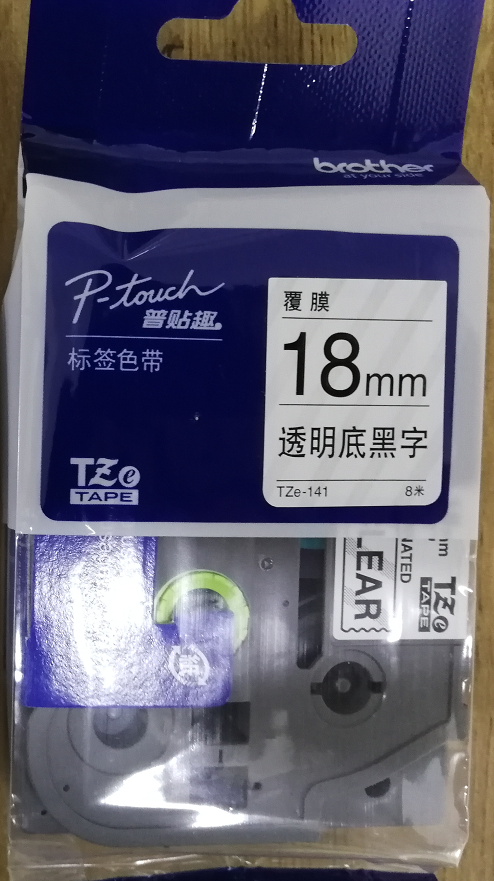 brother
at your side
P-touch
普贴趣
标签色带
TZe
TAPE
覆膜
18mm
透明底黑字
TZe-141
8米
LEAR
NATED
TZe
TAPE